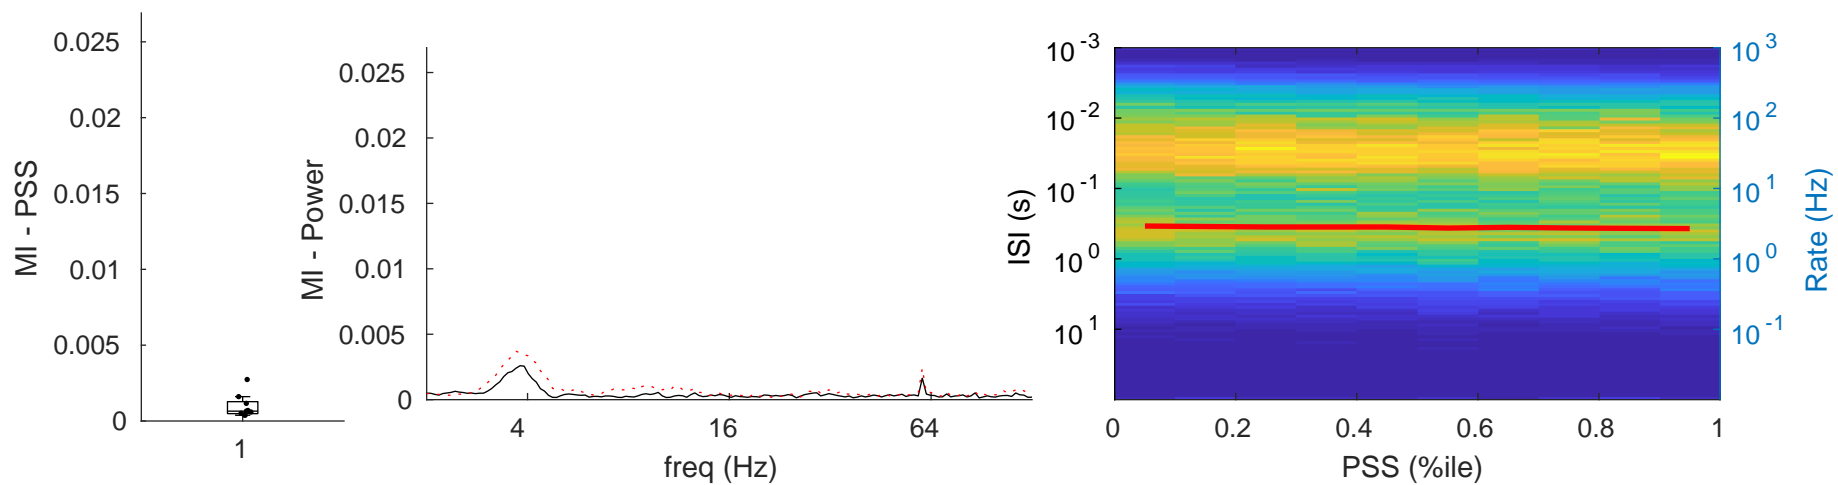 MI - PSS
0.025
0.02
0.015
0.01
0.005
0
1
MI - Power
0.025
0.02
0.015
0.01
0.005
0
4 16 64
freq (Hz)
ISI (s)
10^-3
10^-2
10^-1
10^0
10^1
0 0.2 0.4 0.6 0.8 1
PSS (%ile)
10^3
10^2
10^1
10^0
10^-1
Rate (Hz)